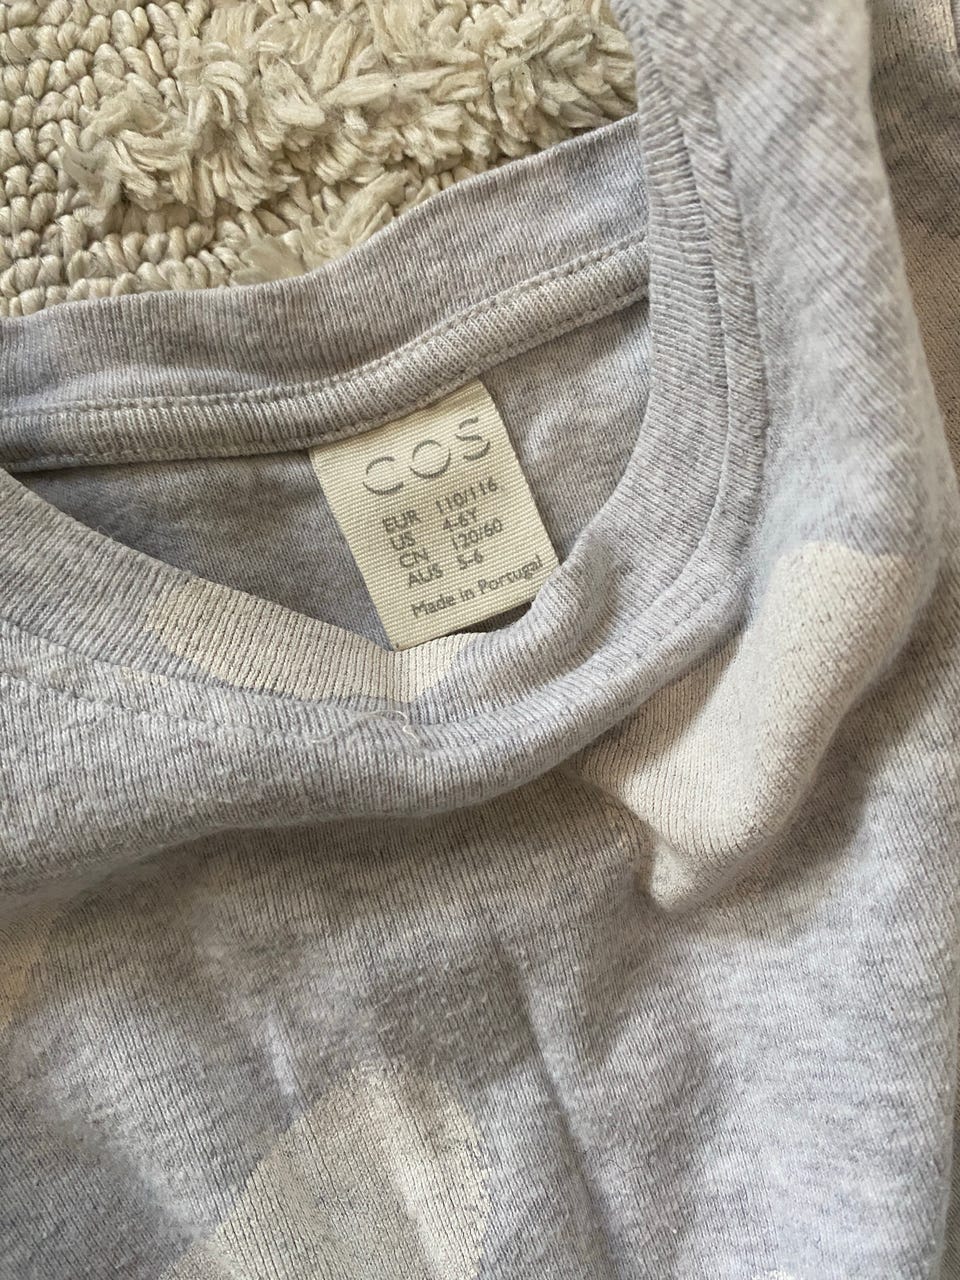 COS
EUR 110/116
US 4-6Y
CN 120/60
AUS 5-6
Made in Portugal